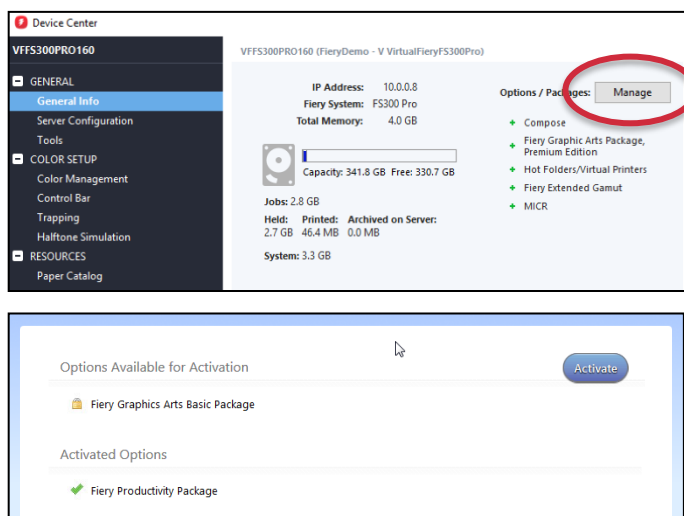 Device Center
VFFS300PRO160
GENERAL
General Info
Server Configuration
Tools
COLOR SETUP
Color Management
Control Bar
Trapping
Halftone Simulation
RESOURCES
Paper Catalog
VFFS300PRO160 (FieryDemo - V VirtualFieryFS300Pro)
IP Address: 10.0.0.8
Fiery System: FS300 Pro
Total Memory: 4.0 GB
Capacity: 341.8 GB Free: 330.7 GB
Jobs: 2.8 GB
Held: Printed: Archived on Server:
2.7 GB 46.4 MB 0.0 MB
System: 3.3 GB
Options / Packages: Manage
Compose
Fiery Graphic Arts Package,
Premium Edition
Hot Folders/Virtual Printers
Fiery Extended Gamut
MICR
Options Available for Activation
Activate
Fiery Graphics Arts Basic Package
Activated Options
Fiery Productivity Package